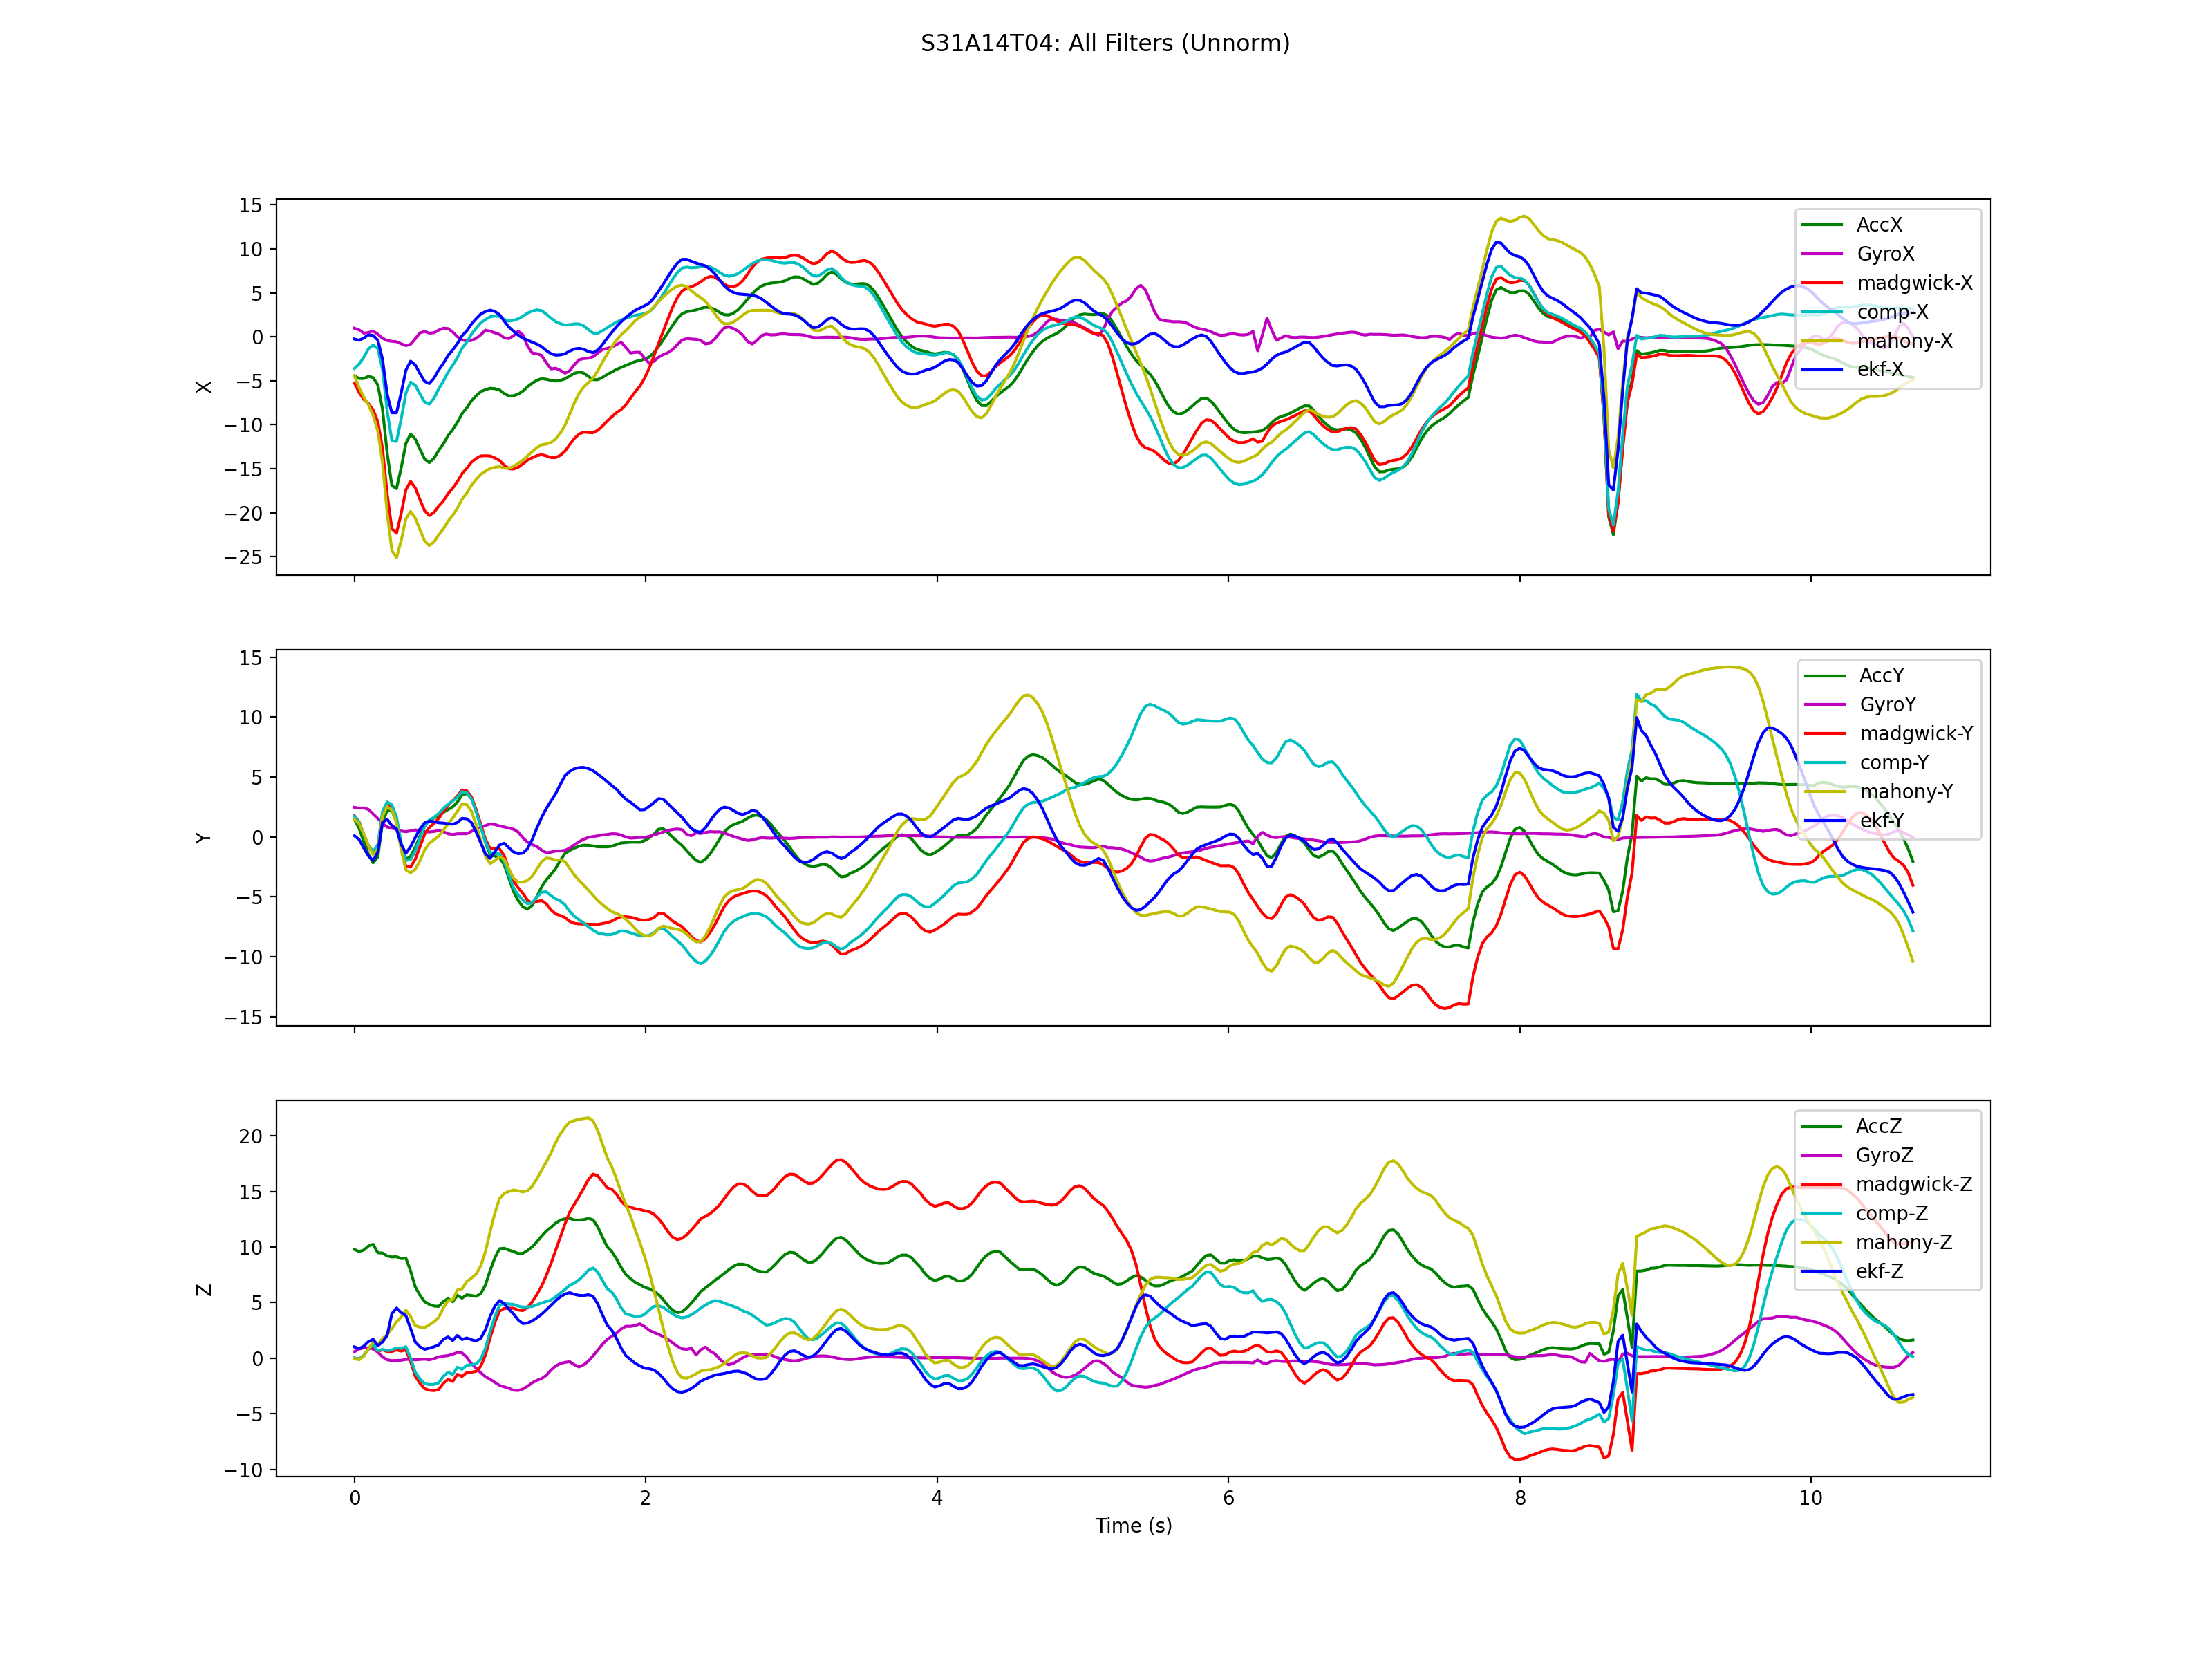 S31A14T04: All Filters (Unnorm)
15
10
5
0
−5
−10
−15
−20
−25
X
AccX
GyroX
madgwick-X
comp-X
mahony-X
ekf-X
15
10
5
0
−5
−10
−15
Y
AccY
GyroY
madgwick-Y
comp-Y
mahony-Y
ekf-Y
20
15
10
5
0
−5
−10
Z
AccZ
GyroZ
madgwick-Z
comp-Z
mahony-Z
ekf-Z
0 2 4 6 8 10
Time (s)